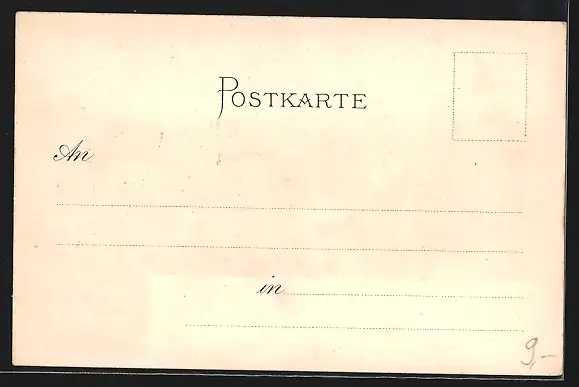 POSTKARTE
An
in
9,-